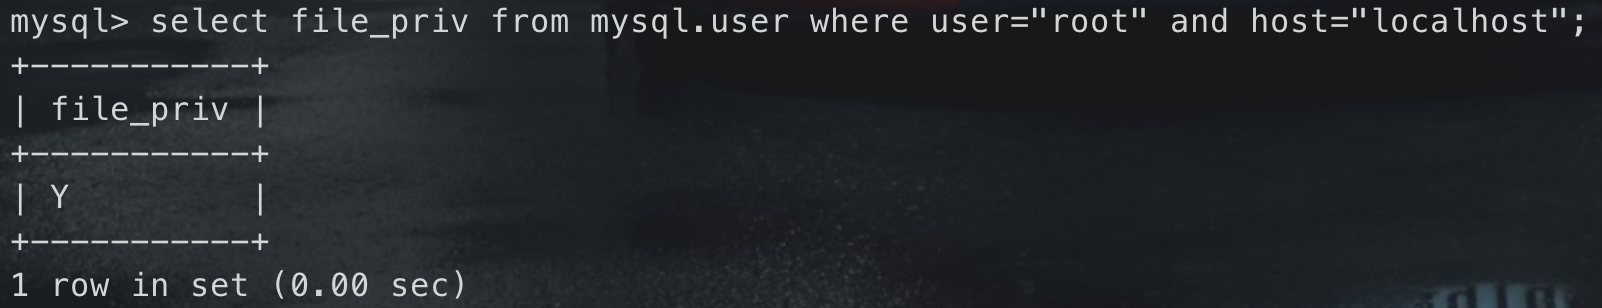 mysql> select file_priv from mysql.user where user="root" and host="localhost";
+-----------+
| file_priv |
+-----------+
| Y         |
+-----------+
1 row in set (0.00 sec)